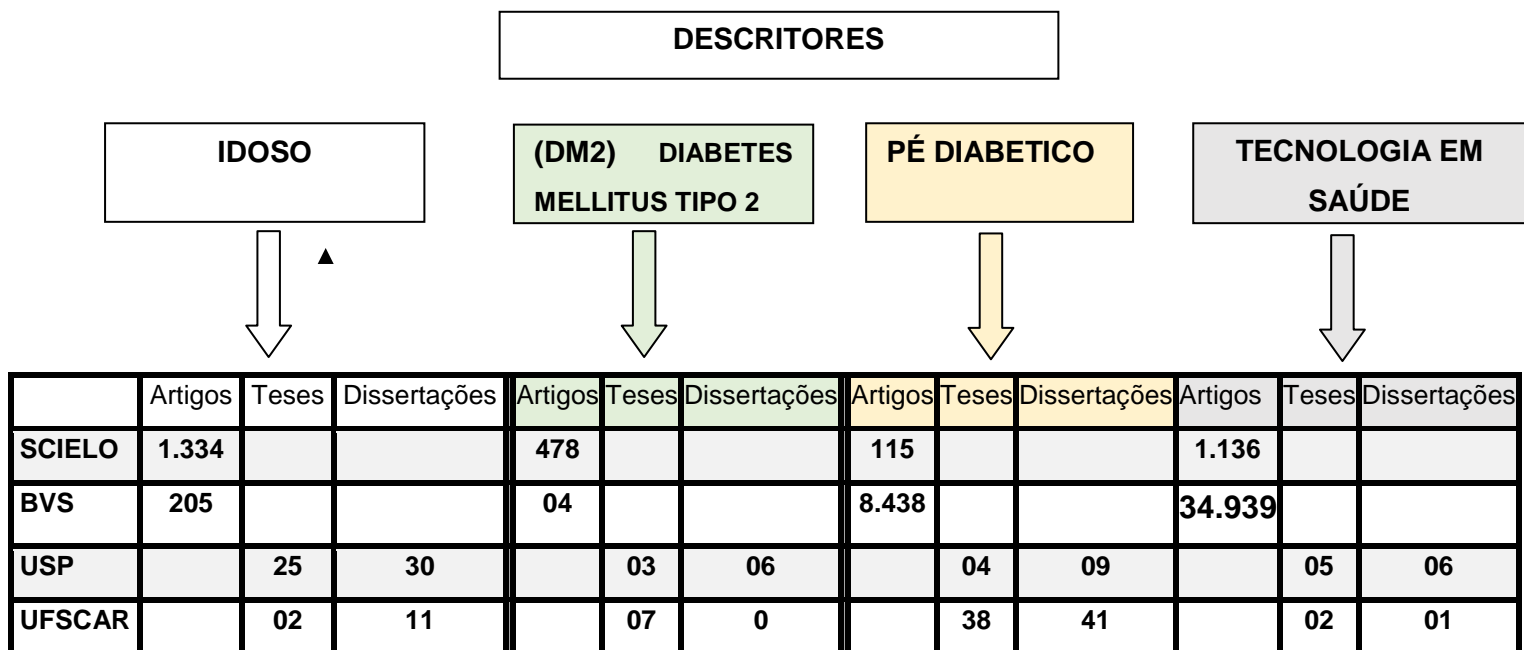 DESCRITORES
IDOSO
(DM2) DIABETES
MELLITUS TIPO 2
PÉ DIABETICO
TECNOLOGIA EM
SAÚDE
Artigos Teses Dissertações Artigos Teses Dissertações Artigos Teses Dissertações Artigos Teses Dissertações
SCIELO 1.334 478 115 1.136
BVS 205 04 8.438 34.939
USP 25 30 03 06 04 09 05 06
UFSCAR 02 11 07 0 38 41 02 01